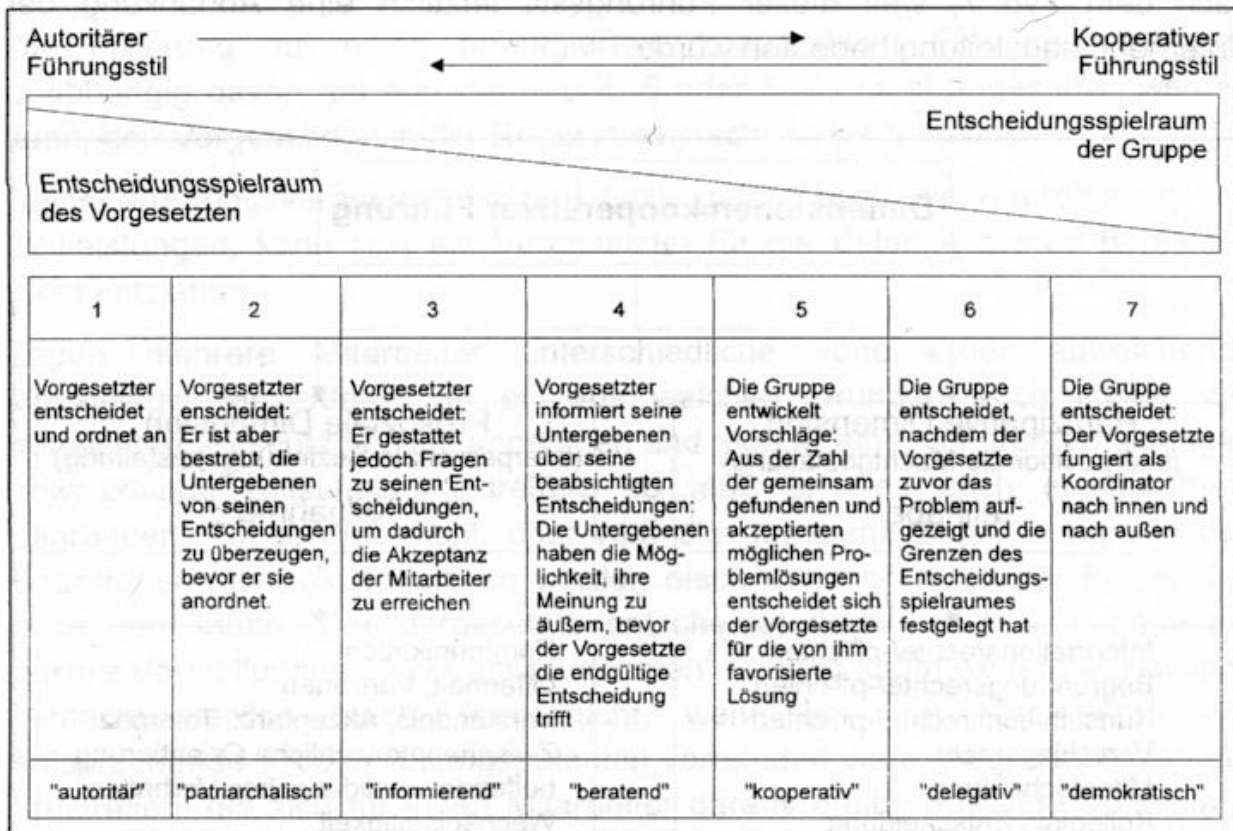 Autoritärer
Führungsstil
Kooperativer
Führungsstil
Entscheidungsspielraum
der Gruppe
Entscheidungsspielraum
des Vorgesetzten
1
2
3
4
5
6
7
Vorgesetzter
entscheidet
und ordnet an
Vorgesetzter
enscheidet:
Er ist aber
bestrebt, die
Untergebenen
von seinen
Entscheidungen
zu überzeugen,
bevor er sie
anordnet.
Vorgesetzter
entscheidet:
Er gestattet
jedoch Fragen
zu seinen Ent-
scheidungen,
um dadurch
die Akzeptanz
der Mitarbeiter
zu erreichen
Vorgesetzter
informiert seine
Untergebenen
über seine
beabsichtigten
Entscheidungen:
Die Untergebenen
haben die Mög-
lichkeit, ihre
Meinung zu
äußern, bevor
der Vorgesetzte
die endgültige
Entscheidung
trifft
Die Gruppe
entwickelt
Vorschläge:
Aus der Zahl
der gemeinsam
gefundenen und
akzeptierten
möglichen Pro-
blemlösungen
entscheidet sich
der Vorgesetzte
für die von ihm
favorisierte
Lösung
Die Gruppe
entscheidet,
nachdem der
Vorgesetzte
zuvor das
Problem auf-
gezeigt und die
Grenzen des
Entscheidungs-
spielraumes
festgelegt hat
Die Gruppe
entscheidet:
Der Vorgesetzte
fungiert als
Koordinator
nach innen und
nach außen
"autoritär"
"patriarchalisch"
"informierend"
"beratend"
"kooperativ"
"delegativ"
"demokratisch"